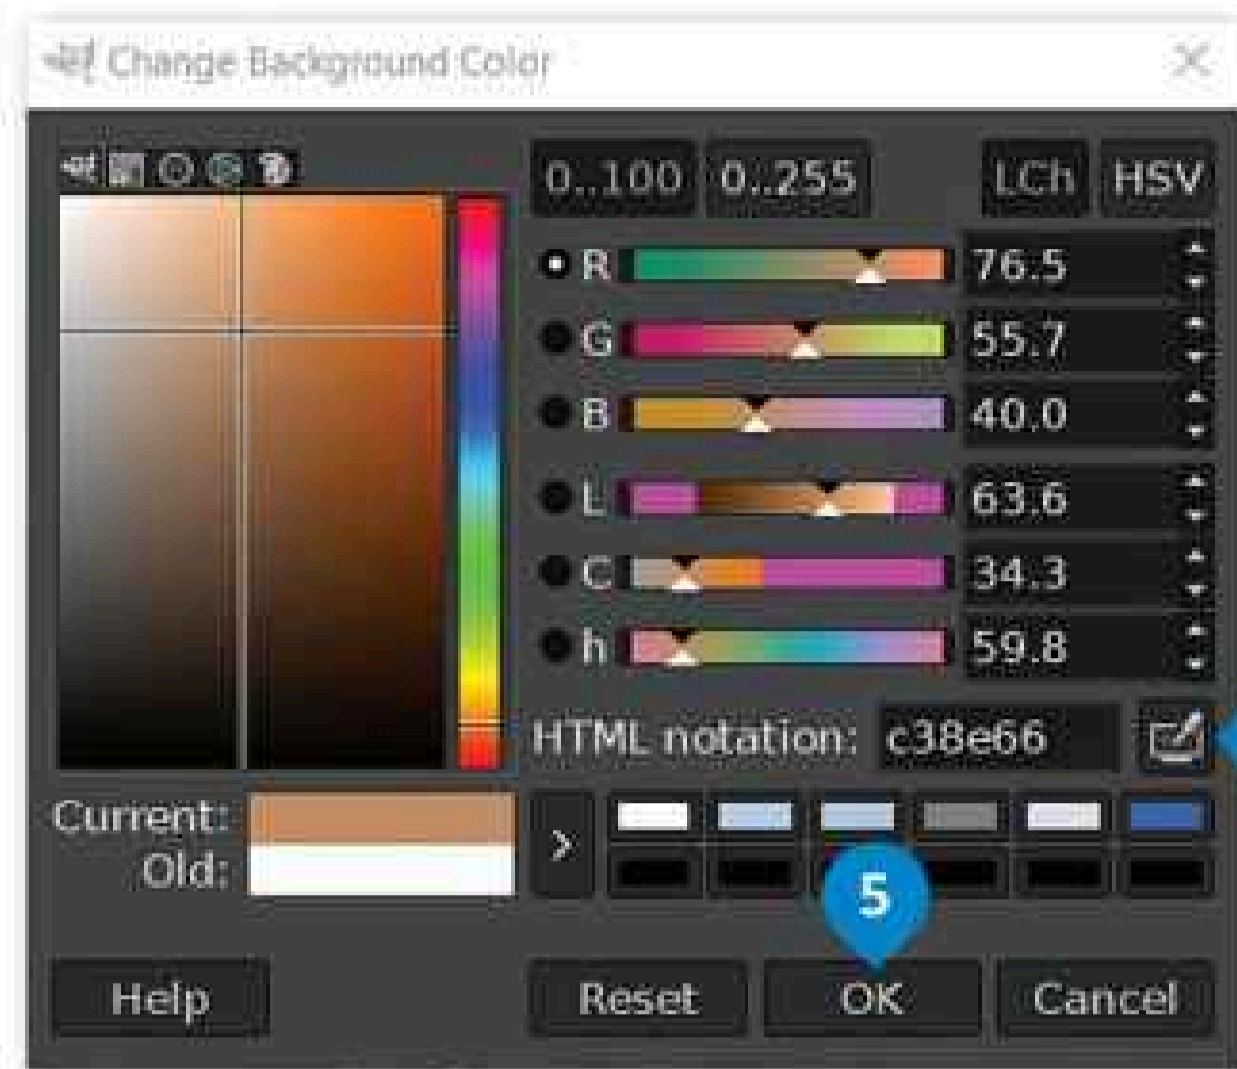 Change Background Color
0..100 0..255 LCh HSV
R 76.5
G 55.7
B 40.0
L 63.6
C 34.3
h 59.8
HTML notation: c38e66
Current:
Old:
>
5
Help Reset OK Cancel